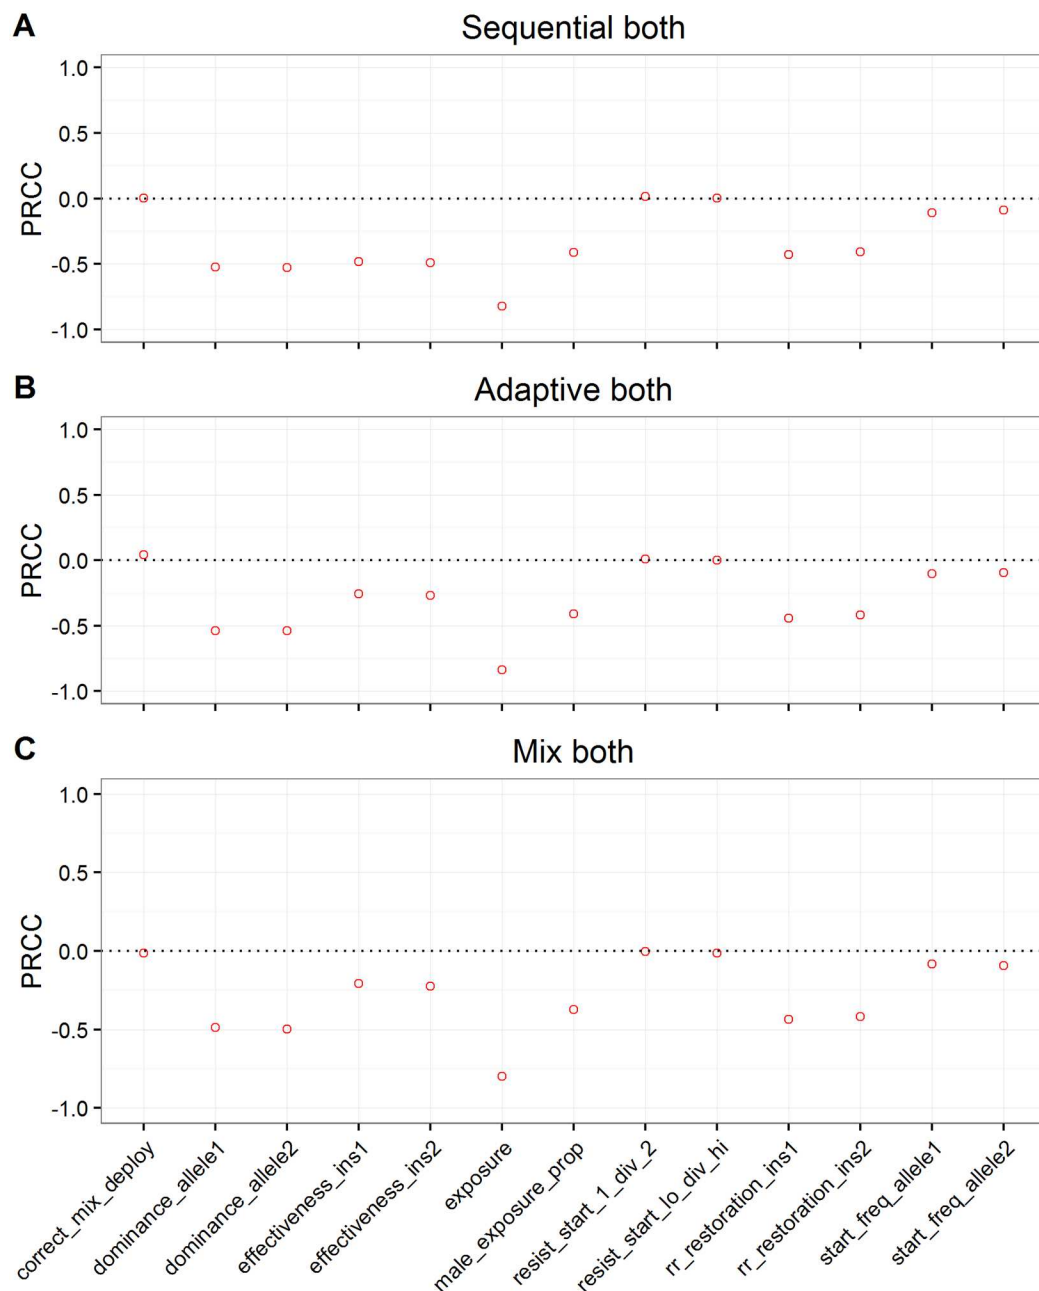 A
Sequential both
1.0
0.5
0.0
-0.5
-1.0
PRCC
B
Adaptive both
1.0
0.5
0.0
-0.5
-1.0
PRCC
C
Mix both
1.0
0.5
0.0
-0.5
-1.0
PRCC
correct_mix_deploy
dominance_allele1
dominance_allele2
effectiveness_ins1
effectiveness_ins2
exposure
male_exposure_prop
resist_start_1_div_2
resist_start_lo_div_hi
rr_restoration_ins1
rr_restoration_ins2
start_freq_allele1
start_freq_allele2